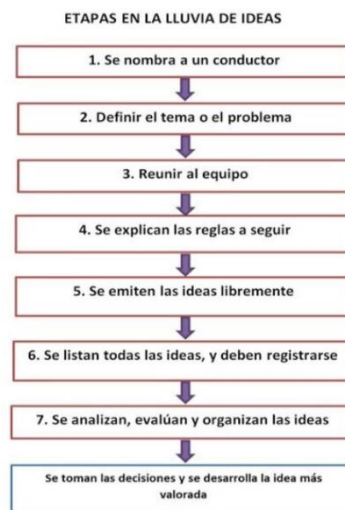 ETAPAS EN LA LLUVIA DE IDEAS
1. Se nombra a un conductor
2. Definir el tema o el problema
3. Reunir al equipo
4. Se explican las reglas a seguir
5. Se emiten las ideas libremente
6. Se listan todas las ideas, y deben registrarse
7. Se analizan, evalúan y organizan las ideas
Se toman las decisiones y se desarrolla la idea más
valorada